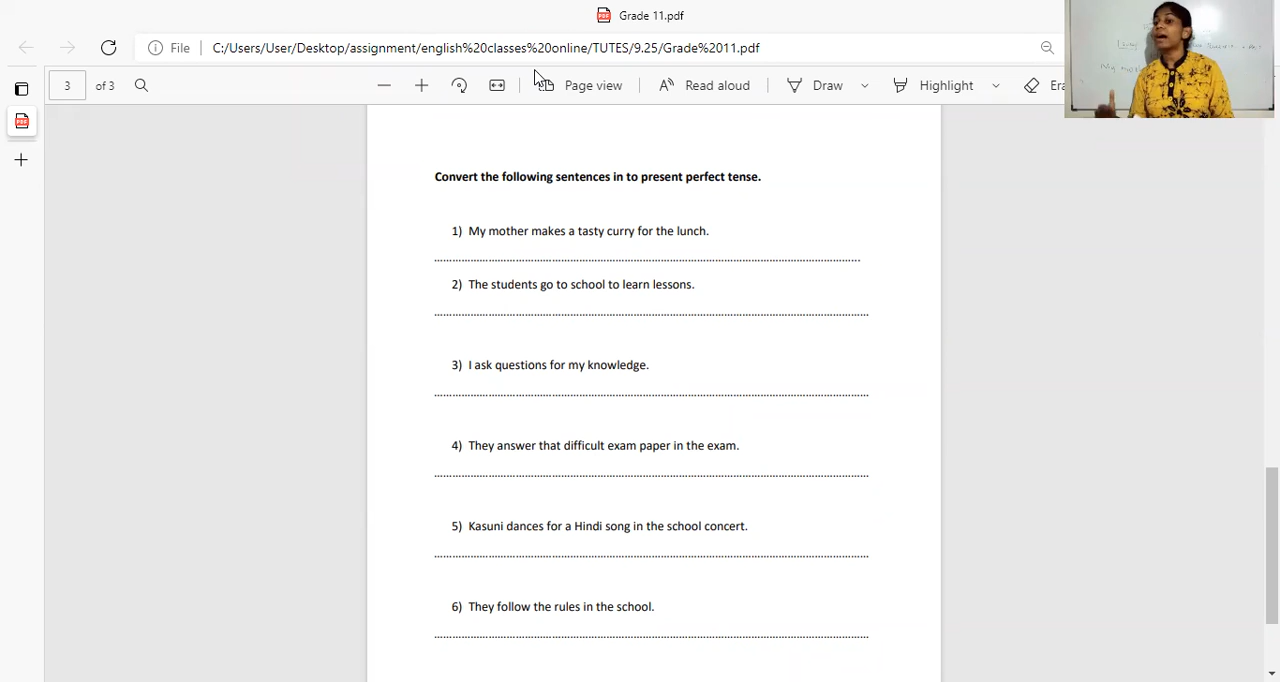 Grade 11.pdf
File
C:/Users/User/Desktop/assignment/english%20classes%20online/TUTES/9.25/Grade%2011.pdf
3 of 3
Page view
Read aloud
Draw
Highlight
Era
Convert the following sentences in to present perfect tense.
1) My mother makes a tasty curry for the lunch.
2) The students go to school to learn lessons.
3) I ask questions for my knowledge.
4) They answer that difficult exam paper in the exam.
5) Kasuni dances for a Hindi song in the school concert.
6) They follow the rules in the school.